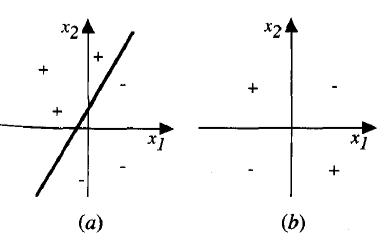 x2 x2
+ + - + -
+
x1 x1
- - - +
-
(a) (b)